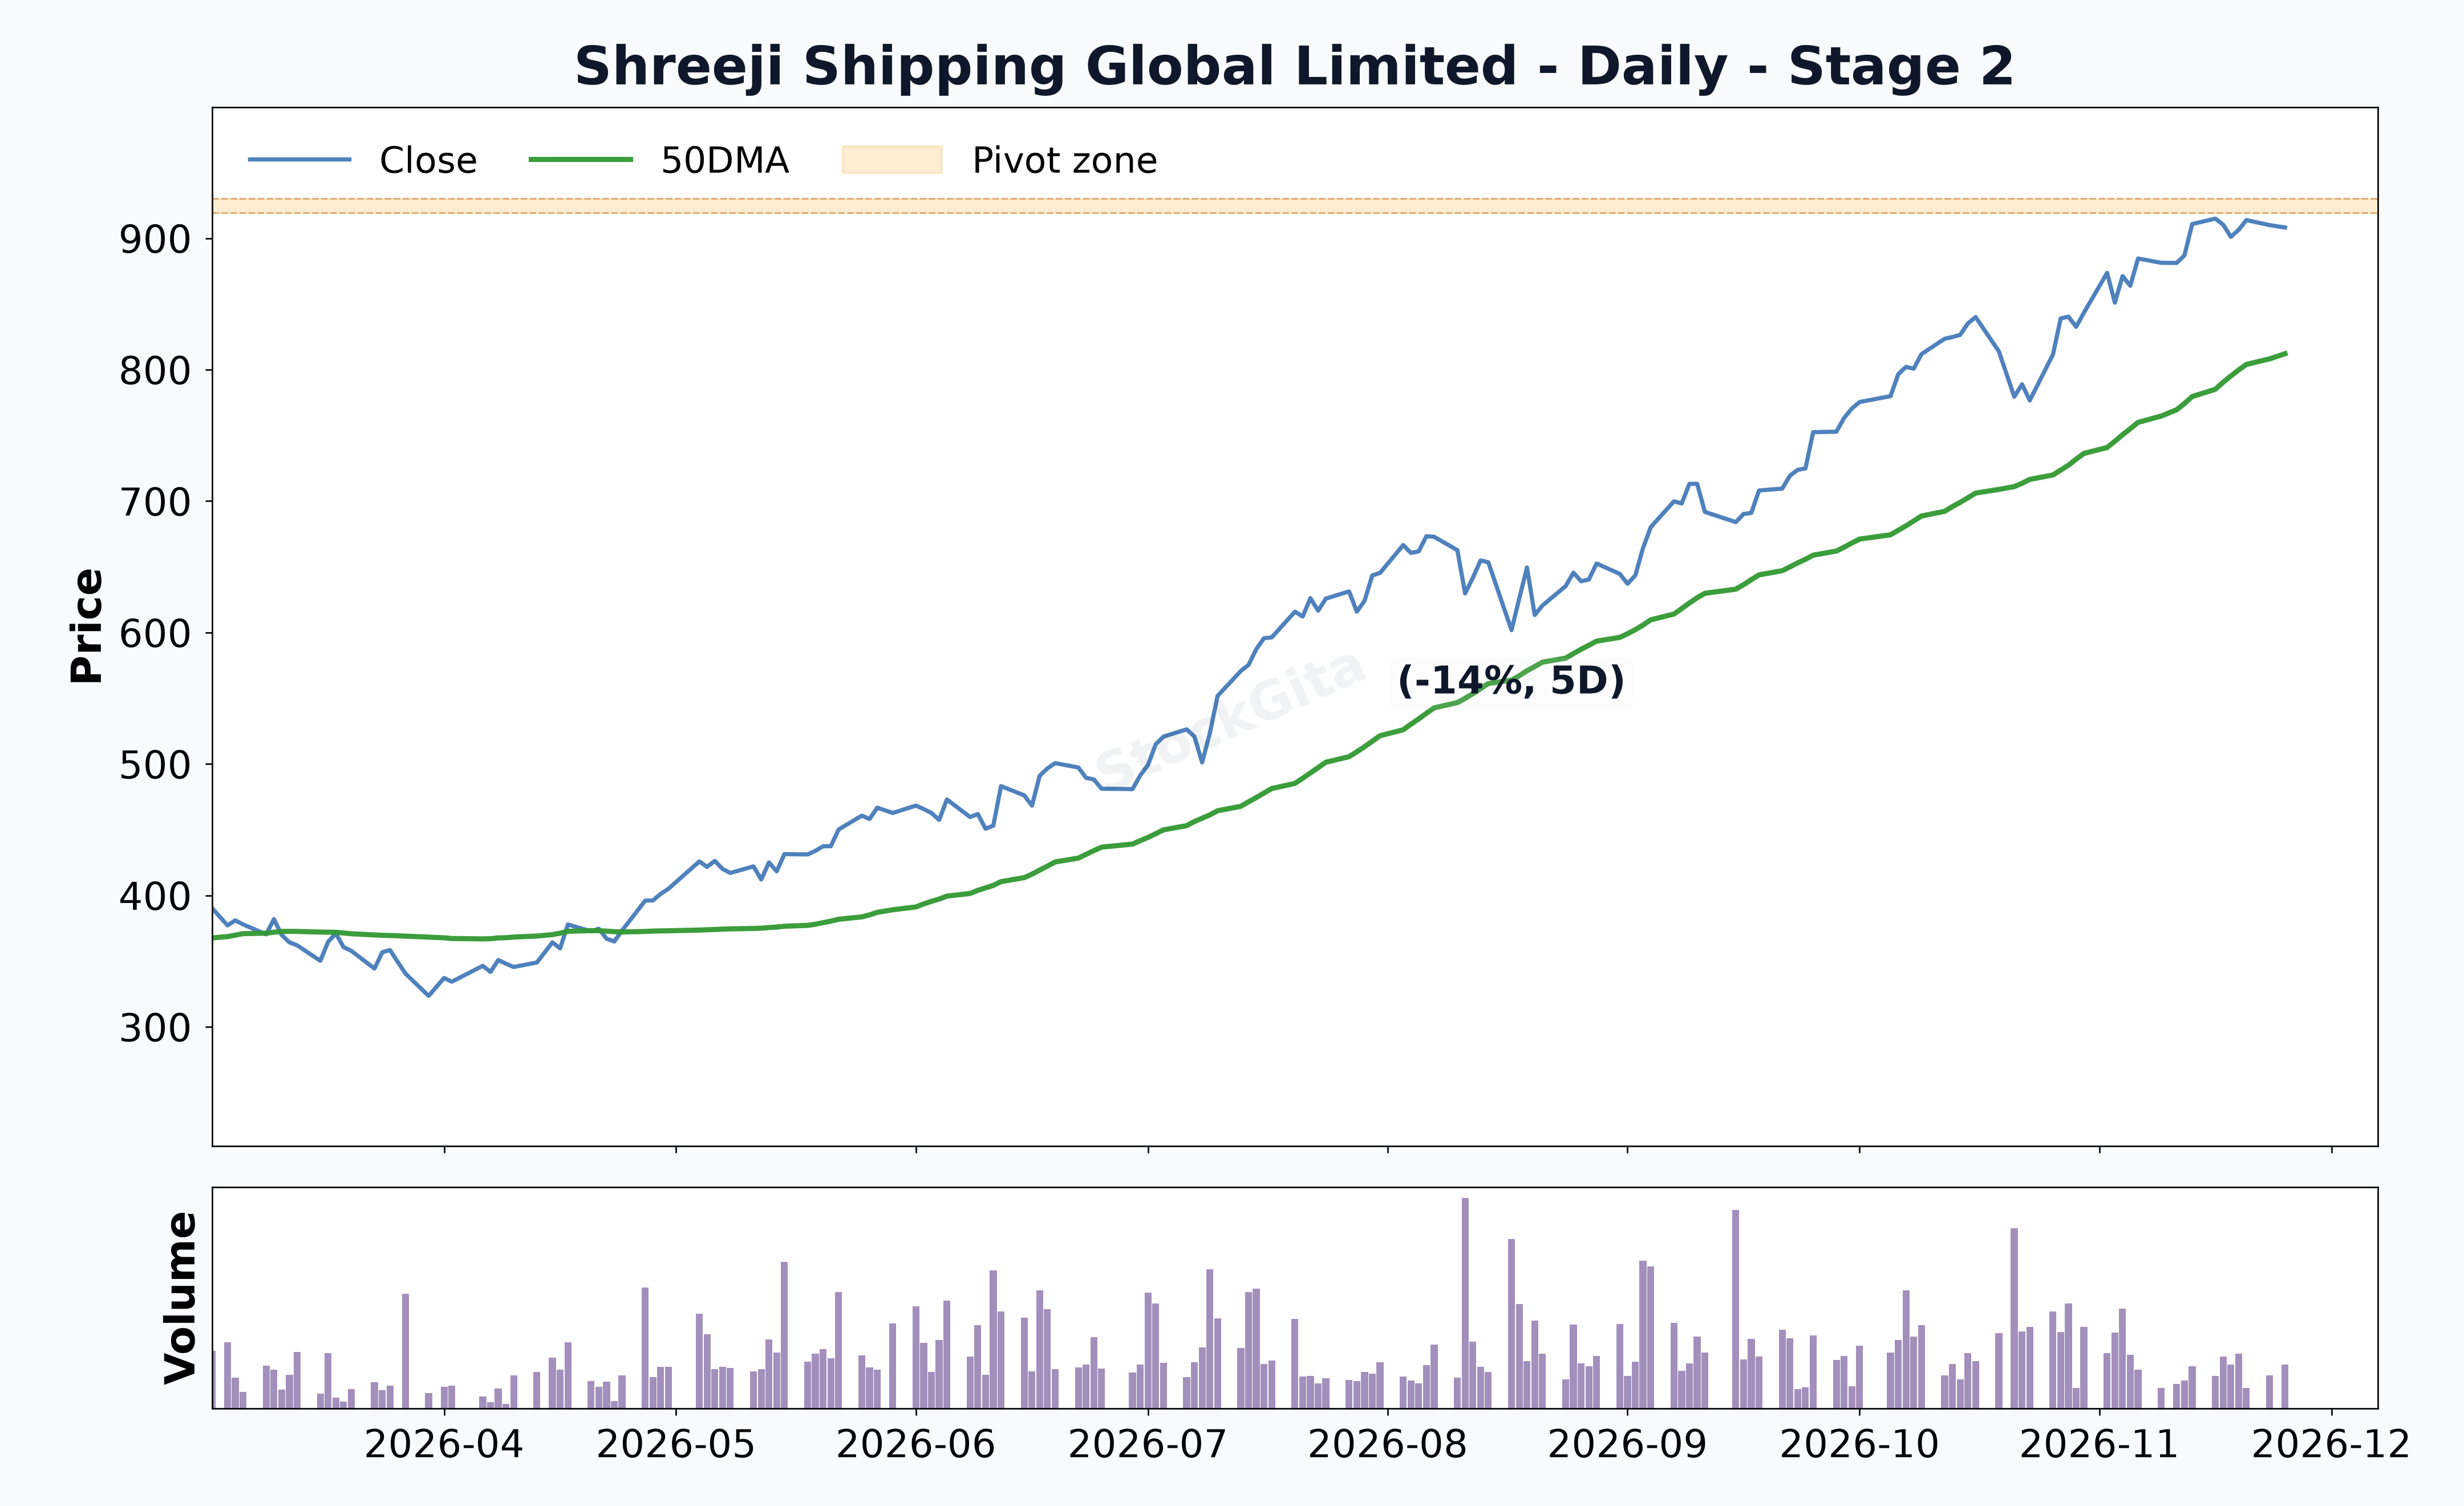 Shreeji Shipping Global Limited - Daily - Stage 2
Close 50DMA Pivot zone
900
800
700
600
500
400
300
Price
(-14%, 5D)
StockGita
Volume
2026-04 2026-05 2026-06 2026-07 2026-08 2026-09 2026-10 2026-11 2026-12